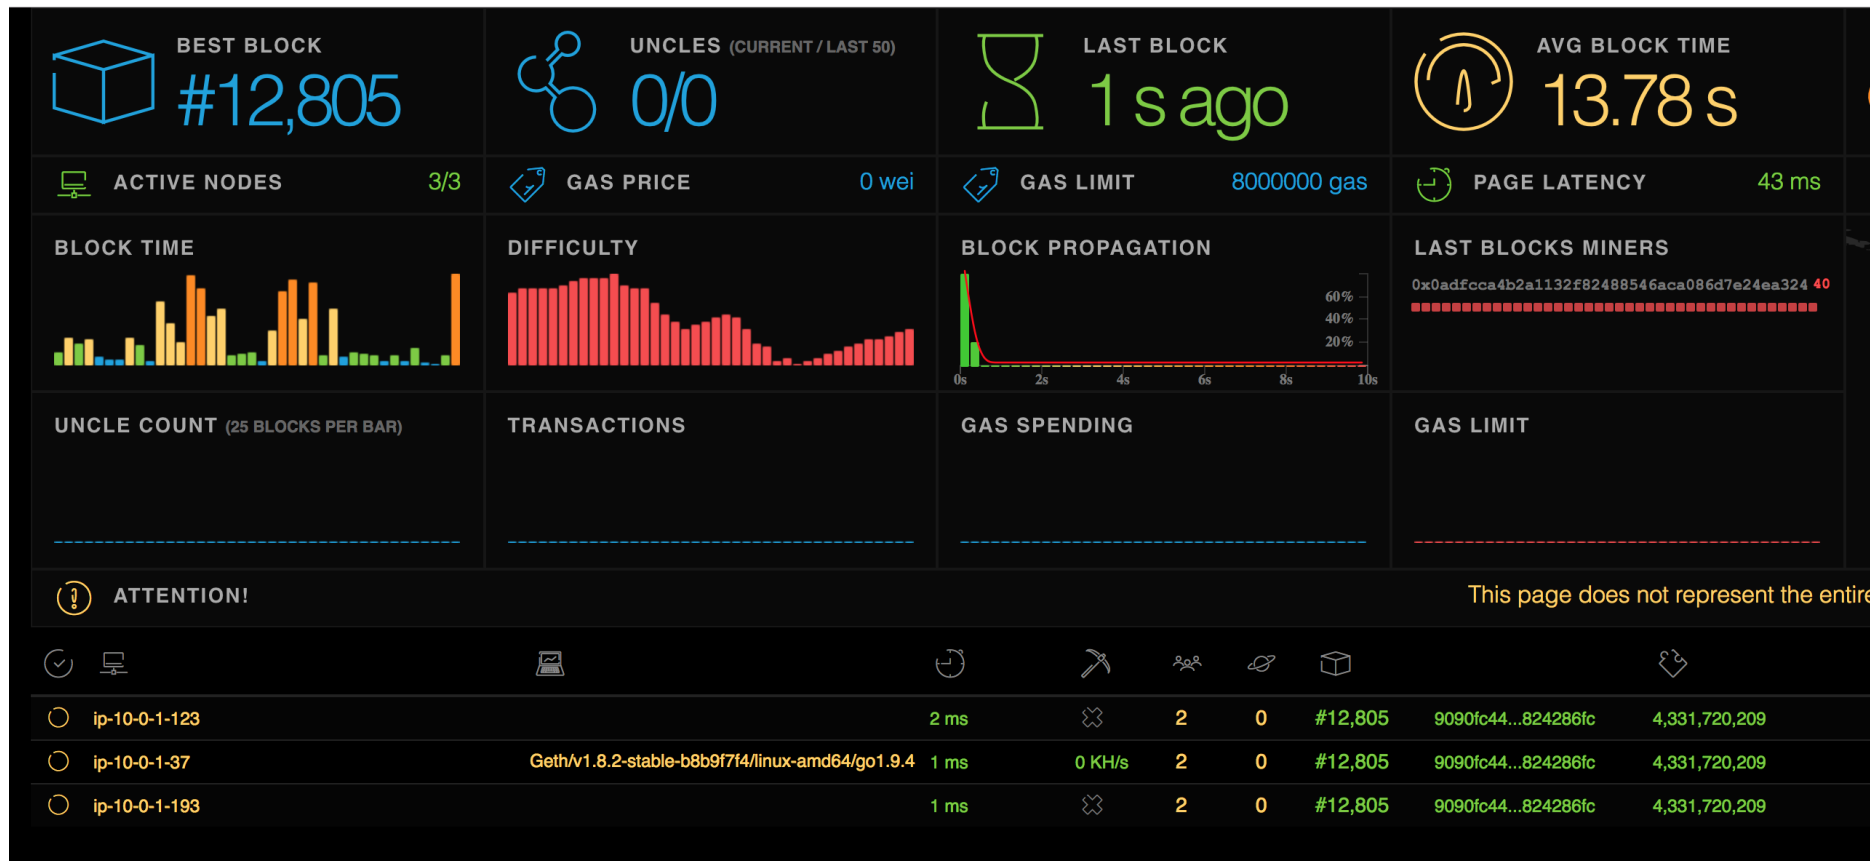 BEST BLOCK
#12,805
UNCLES (CURRENT / LAST 50)
0/0
LAST BLOCK
1 s ago
AVG BLOCK TIME
13.78 s
ACTIVE NODES 3/3
GAS PRICE 0 wei
GAS LIMIT 8000000 gas
PAGE LATENCY 43 ms
BLOCK TIME
DIFFICULTY
BLOCK PROPAGATION
60%
40%
20%
0s 2s 4s 6s 8s 10s
LAST BLOCKS MINERS
0x0adfcca4b2a1132f82488546aca086d7e24ea324 40
UNCLE COUNT (25 BLOCKS PER BAR)
TRANSACTIONS
GAS SPENDING
GAS LIMIT
ATTENTION!
This page does not represent the entire
ip-10-0-1-123 2 ms 2 0 #12,805 9090fc44...824286fc 4,331,720,209
ip-10-0-1-37 Geth/v1.8.2-stable-b8b9f7f4/linux-amd64/go1.9.4 1 ms 0 KH/s 2 0 #12,805 9090fc44...824286fc 4,331,720,209
ip-10-0-1-193 1 ms 2 0 #12,805 9090fc44...824286fc 4,331,720,209